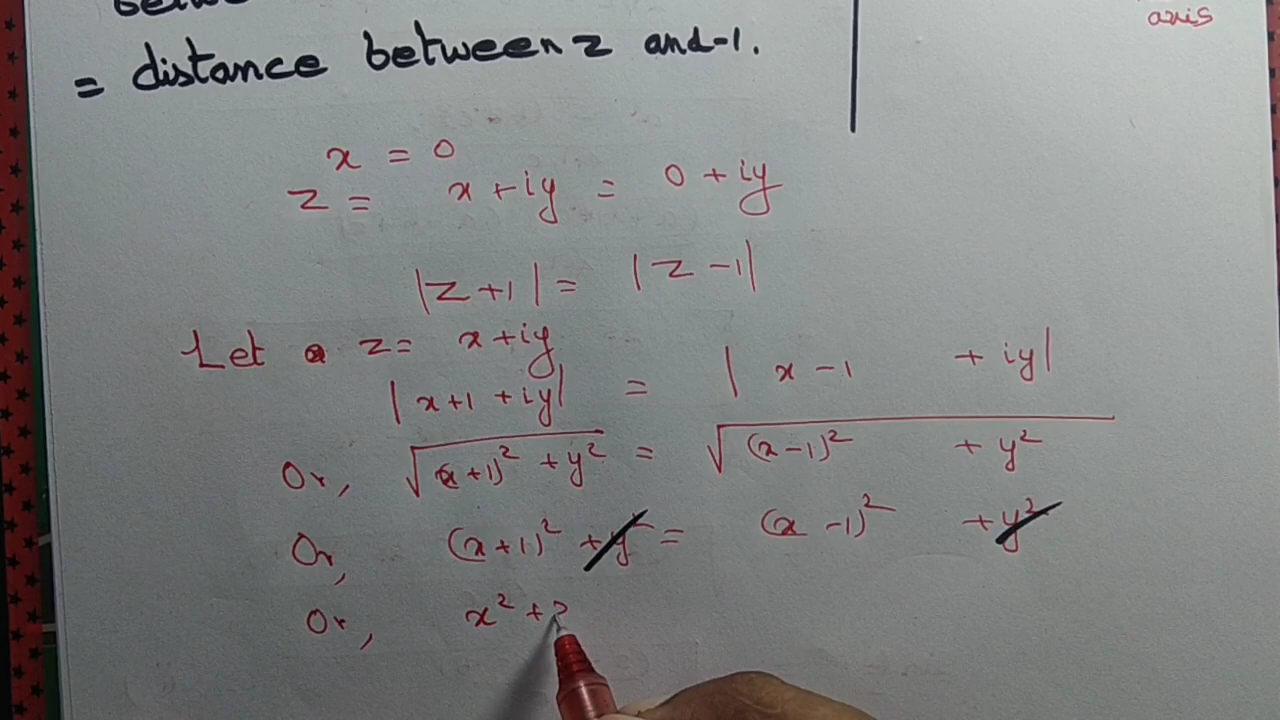 axis
= distance between z and -1.
x = 0
z = x + iy = 0 + iy
|z+1| = |z-1|
Let z = x + iy
|x+1 + iy| = |x-1 + iy|
Or, √(x+1)² + y² = √(x-1)² + y²
Or, (x+1)² + y² = (x-1)² + y²
Or, x² +